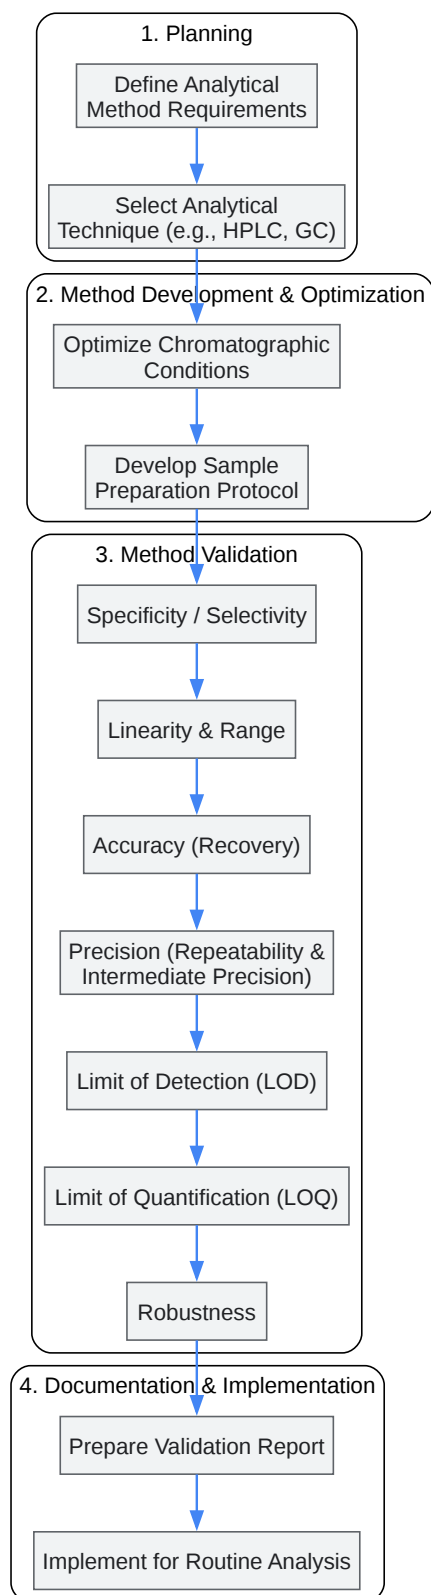 1. Planning
Define Analytical
Method Requirements
Select Analytical
Technique (e.g., HPLC, GC)
2. Method Development & Optimization
Optimize Chromatographic
Conditions
Develop Sample
Preparation Protocol
3. Method Validation
Specificity / Selectivity
Linearity & Range
Accuracy (Recovery)
Precision (Repeatability &
Intermediate Precision)
Limit of Detection (LOD)
Limit of Quantification (LOQ)
Robustness
4. Documentation & Implementation
Prepare Validation Report
Implement for Routine Analysis